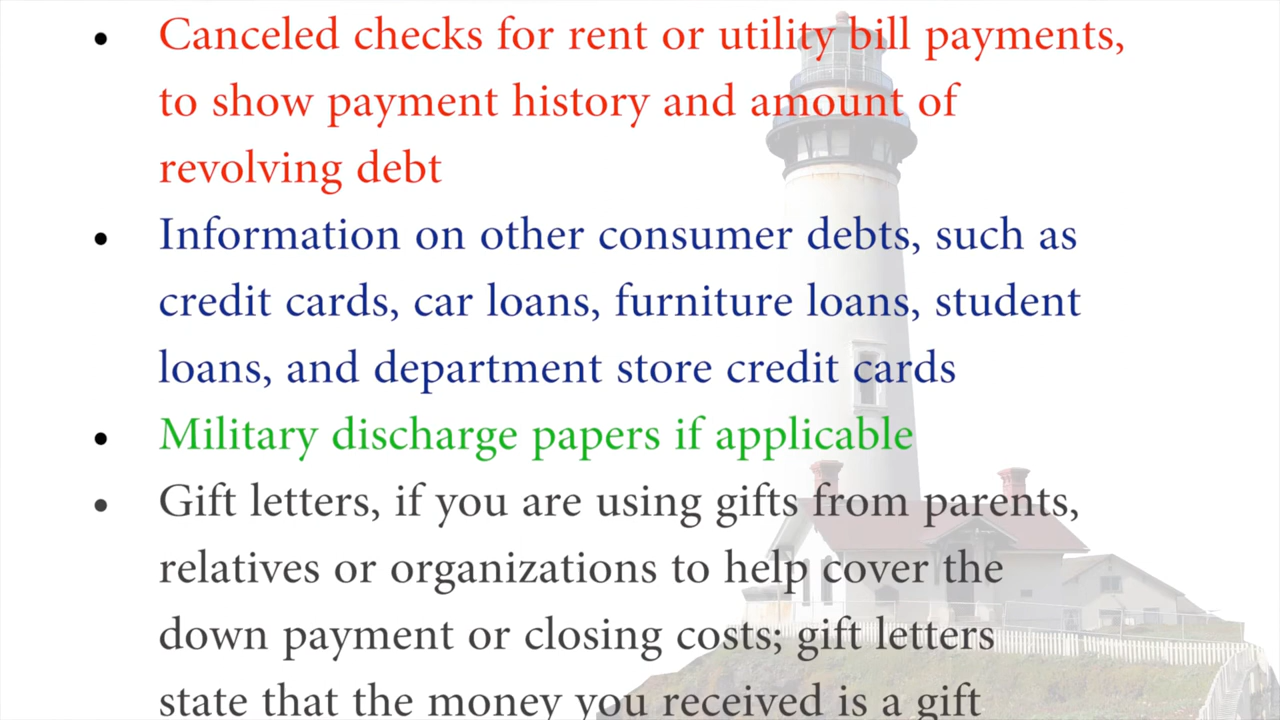 • Canceled checks for rent or utility bill payments,
to show payment history and amount of
revolving debt
• Information on other consumer debts, such as
credit cards, car loans, furniture loans, student
loans, and department store credit cards
• Military discharge papers if applicable
• Gift letters, if you are using gifts from parents,
relatives or organizations to help cover the
down payment or closing costs; gift letters
state that the money you received is a gift